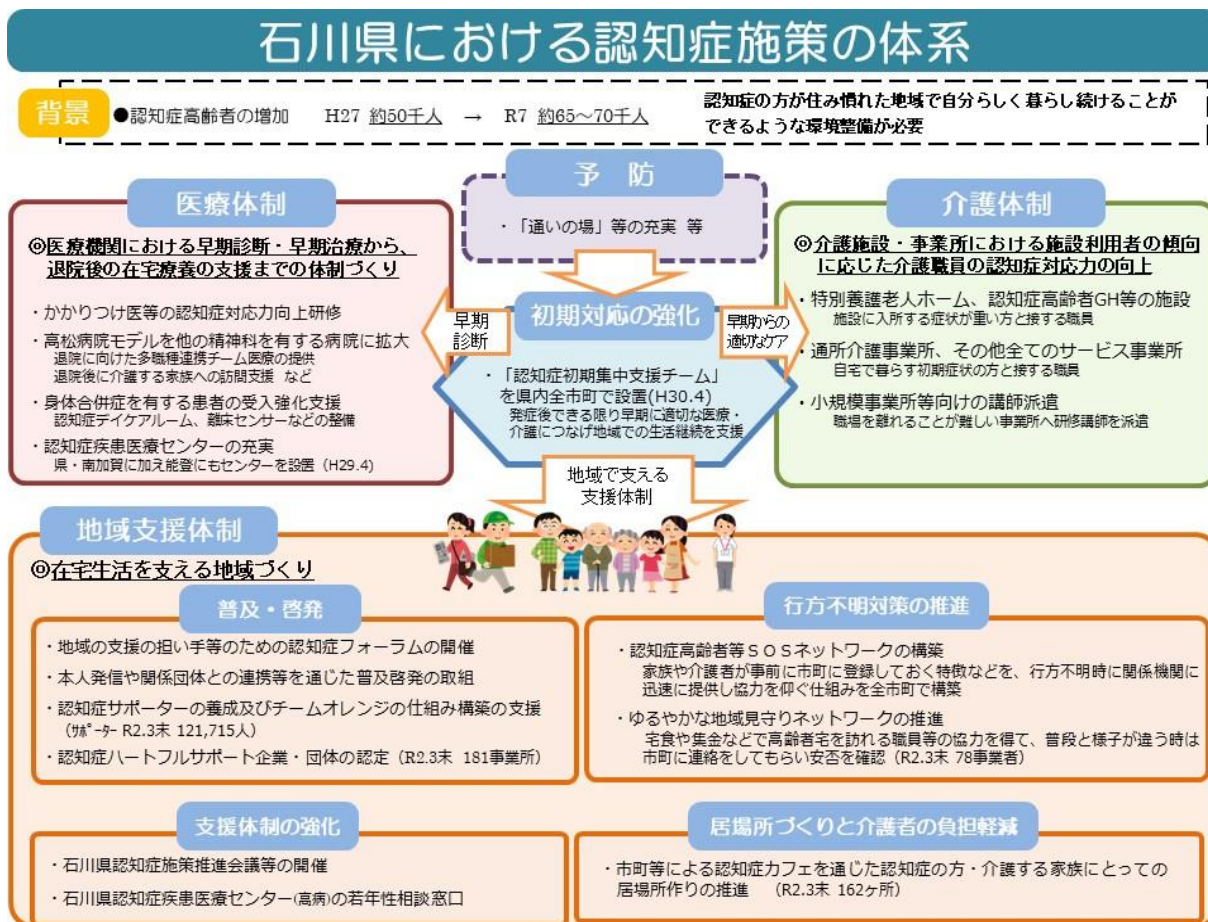 石川県における認知症施策の体系
背景
●認知症高齢者の増加 H27 約50千人 → R7 約65～70千人
認知症の方が住み慣れた地域で自分らしく暮らし続けることが
できるような環境整備が必要
予 防
・「通いの場」等の充実 等
医療体制
◎医療機関における早期診断・早期治療から、
退院後の在宅療養の支援までの体制づくり
・かかりつけ医等の認知症対応力向上研修
・高松病院モデルを他の精神科を有する病院に拡大
退院に向けた多職種連携チーム医療の提供
退院後に介護する家族への訪問支援 など
・身体合併症を有する患者の受入強化支援
認知症デイケアルーム、離床センサーなどの整備
・認知症疾患医療センターの充実
県・南加賀に加え能登にもセンターを設置（H29.4）
早期
診断
初期対応の強化
早期からの
適切なケア
・「認知症初期集中支援チーム」
を県内全市町で設置(H30.4)
発症後できる限り早期に適切な医療・
介護につなげ地域での生活継続を支援
介護体制
◎介護施設・事業所における施設利用者の傾向
に応じた介護職員の認知症対応力の向上
・特別養護老人ホーム、認知症高齢者GH等の施設
施設に入所する症状が重い方と接する職員
・通所介護事業所、その他全てのサービス事業所
自宅で暮らす初期症状の方と接する職員
・小規模事業所等向けの講師派遣
職場を離れることが難しい事業所へ研修講師を派遣
地域で支える
支援体制
地域支援体制
◎在宅生活を支える地域づくり
普及・啓発
・地域の支援の担い手等のための認知症フォーラムの開催
・本人発信や関係団体との連携等を通じた普及啓発の取組
・認知症サポーターの養成及びチームオレンジの仕組み構築の支援
（ｻﾎﾟｰﾀｰ R2.3末 121,715人）
・認知症ハートフルサポート企業・団体の認定（R2.3末 181事業所）
行方不明対策の推進
・認知症高齢者等ＳＯＳネットワークの構築
家族や介護者が事前に市町に登録しておく特徴などを、行方不明時に関係機関に
迅速に提供し協力を仰ぐ仕組みを全市町で構築
・ゆるやかな地域見守りネットワークの推進
宅食や集金などで高齢者宅を訪れる職員等の協力を得て、普段と様子が違う時は
市町に連絡をしてもらい安否を確認（R2.3末 78事業者）
支援体制の強化
・石川県認知症施策推進会議等の開催
・石川県認知症疾患医療センター(高病)の若年性相談窓口
居場所づくりと介護者の負担軽減
・市町等による認知症カフェを通じた認知症の方・介護する家族にとっての
居場所作りの推進 （R2.3末 162ヶ所）